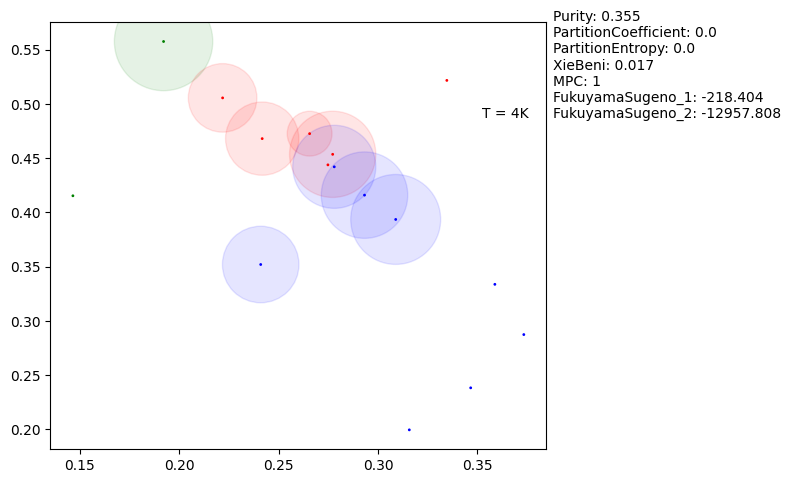 Purity: 0.355
PartitionCoefficient: 0.0
PartitionEntropy: 0.0
XieBeni: 0.017
MPC: 1
FukuyamaSugeno_1: -218.404
FukuyamaSugeno_2: -12957.808
T = 4K
0.55
0.50
0.45
0.40
0.35
0.30
0.25
0.20
0.15
0.20
0.25
0.30
0.35